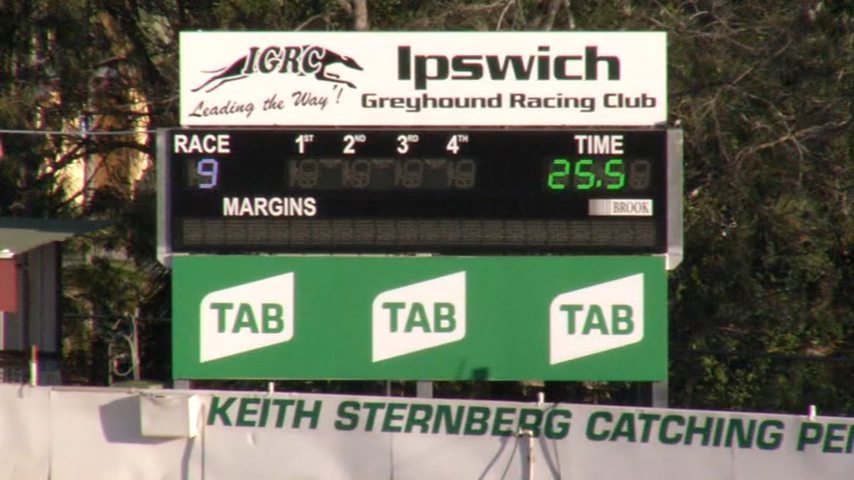 IGRC
Leading the Way!
Ipswich
Greyhound Racing Club
RACE 1ST 2ND 3RD 4TH TIME
9 25.5
MARGINS BROOK
TAB TAB TAB
KEITH STERNBERG CATCHING PE